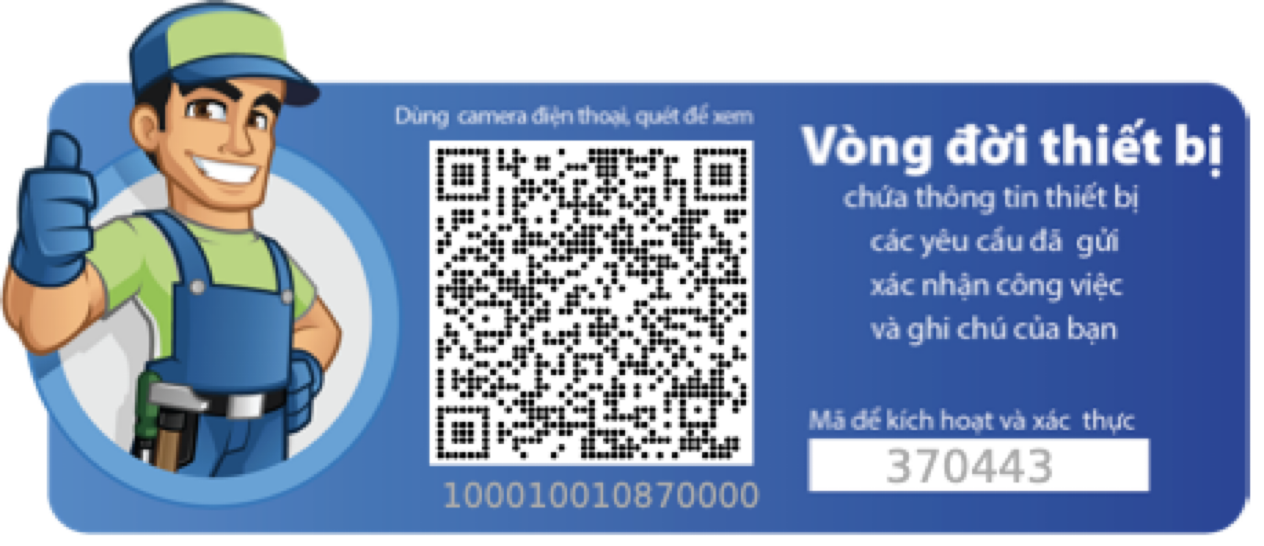 Dùng camera điện thoại, quét để xem
100010010870000
Vòng đời thiết bị
chứa thông tin thiết bị
các yêu cầu đã gửi
xác nhận công việc
và ghi chú của bạn
Mã để kích hoạt và xác thực
370443